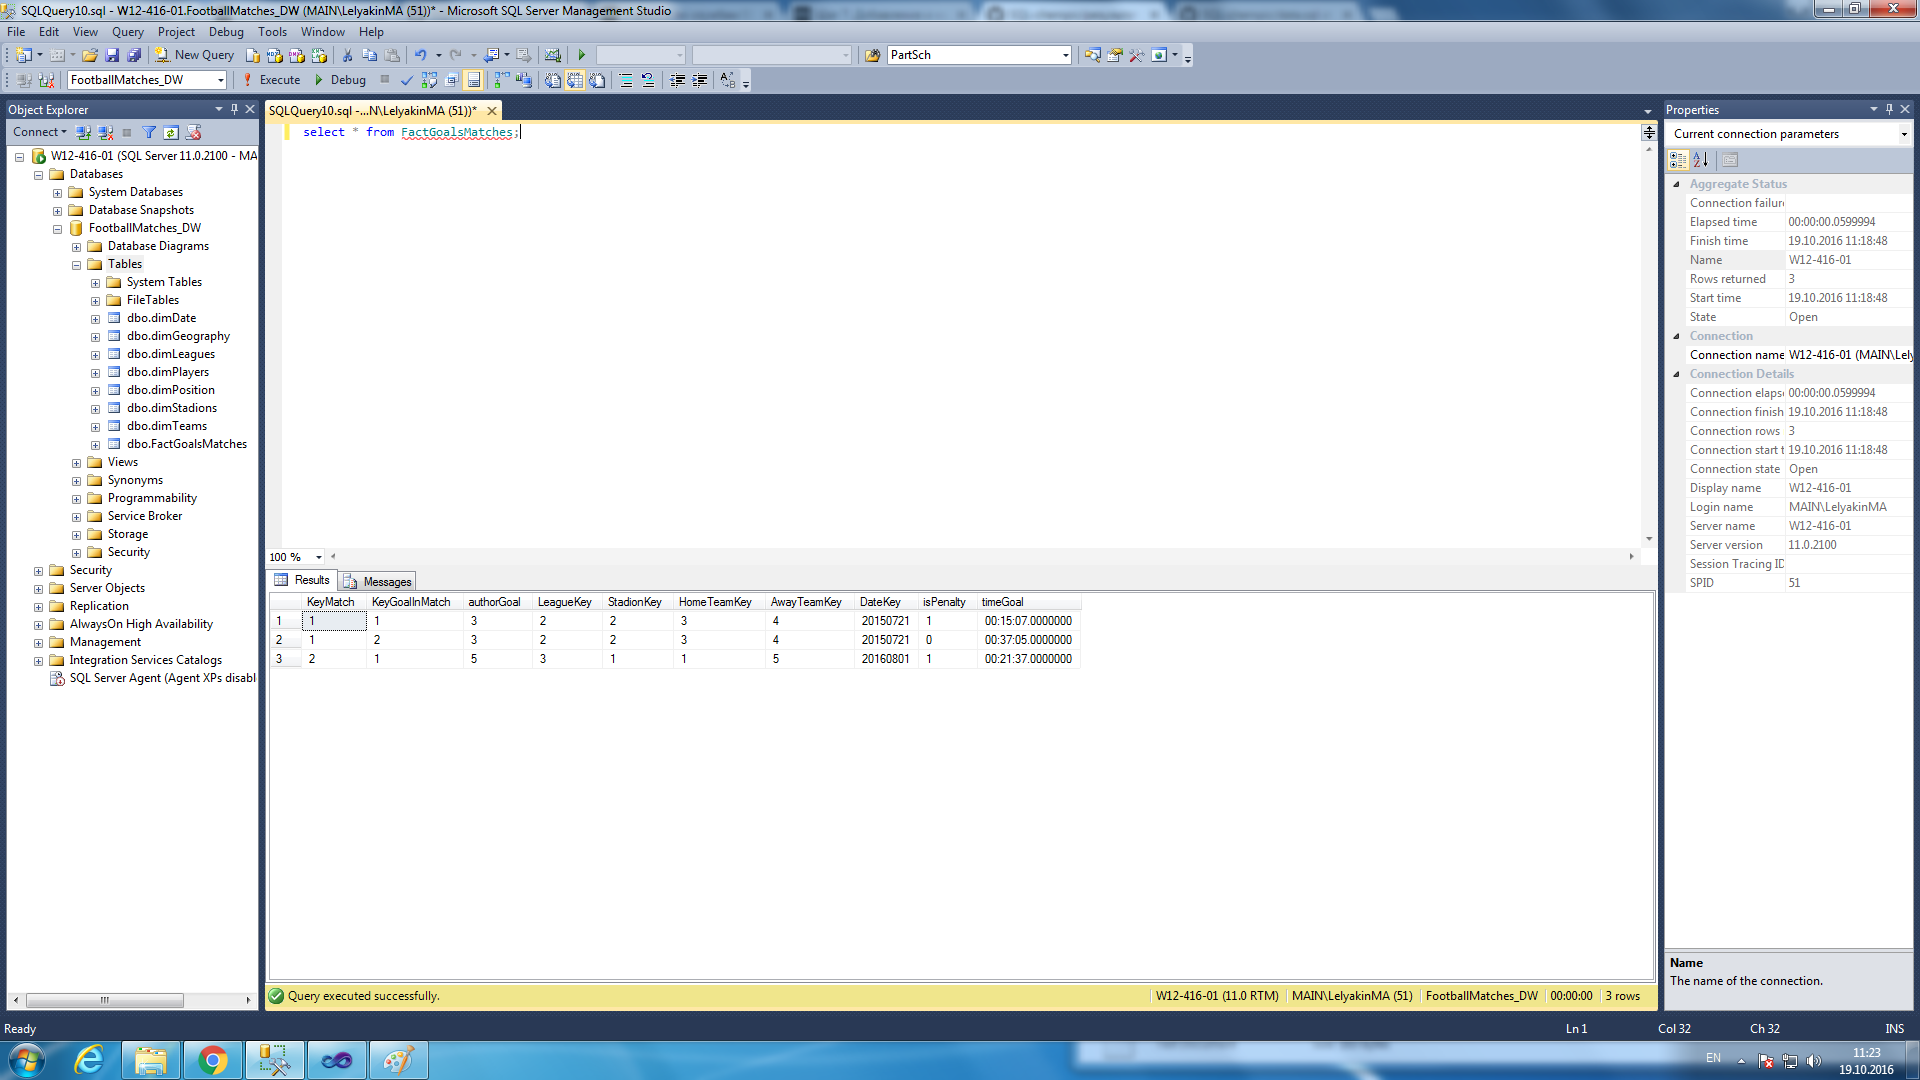 SQLQuery10.sql - W12-416-01.FootballMatches_DW (MAIN\LelyakinMA (51))* - Microsoft SQL Server Management Studio
File Edit View Query Project Debug Tools Window Help
New Query PartSch
FootballMatches_DW Execute Debug
Object Explorer
Connect
W12-416-01 (SQL Server 11.0.2100 - MA
Databases
System Databases
Database Snapshots
FootballMatches_DW
Database Diagrams
Tables
System Tables
FileTables
dbo.dimDate
dbo.dimGeography
dbo.dimLeagues
dbo.dimPlayers
dbo.dimPosition
dbo.dimStadions
dbo.dimTeams
dbo.FactGoalsMatches
Views
Synonyms
Programmability
Service Broker
Storage
Security
Security
Server Objects
Replication
AlwaysOn High Availability
Management
Integration Services Catalogs
SQL Server Agent (Agent XPs disabl
SQLQuery10.sql -...N\LelyakinMA (51))*
select * from FactGoalsMatches;
100 %
Results Messages
KeyMatch KeyGoalInMatch authorGoal LeagueKey StadionKey HomeTeamKey AwayTeamKey DateKey isPenalty timeGoal
1 1 1 3 2 2 3 4 20150721 1 00:15:07.0000000
2 1 2 3 2 2 3 4 20150721 0 00:37:05.0000000
3 2 1 5 3 1 1 5 20160801 1 00:21:37.0000000
Query executed successfully. W12-416-01 (11.0 RTM) MAIN\LelyakinMA (51) FootballMatches_DW 00:00:00 3 rows
Properties
Current connection parameters
Aggregate Status
Connection failure
Elapsed time 00:00:00.0599994
Finish time 19.10.2016 11:18:48
Name W12-416-01
Rows returned 3
Start time 19.10.2016 11:18:48
State Open
Connection
Connection name W12-416-01 (MAIN\Lely
Connection Details
Connection elapse 00:00:00.0599994
Connection finish 19.10.2016 11:18:48
Connection rows 3
Connection start t 19.10.2016 11:18:48
Connection state Open
Display name W12-416-01
Login name MAIN\LelyakinMA
Server name W12-416-01
Server version 11.0.2100
Session Tracing ID
SPID 51
Name
The name of the connection.
Ready Ln 1 Col 32 Ch 32 INS
EN 11:23
19.10.2016